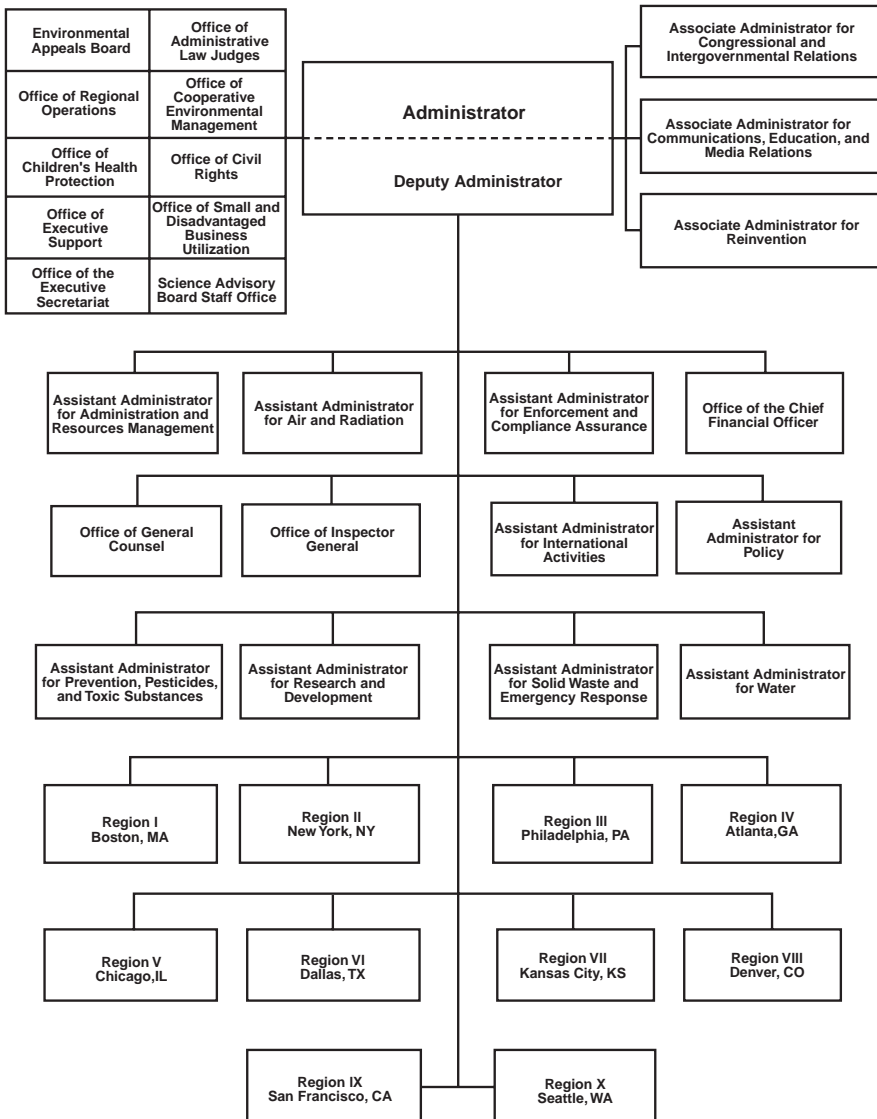 Environmental
Appeals Board
Office of
Administrative
Law Judges
Office of Regional
Operations
Office of
Cooperative
Environmental
Management
Office of
Children's Health
Protection
Office of Civil
Rights
Office of
Executive
Support
Office of Small and
Disadvantaged
Business
Utilization
Office of the
Executive
Secretariat
Science Advisory
Board Staff Office
Administrator
Deputy Administrator
Associate Administrator for
Congressional and
Intergovernmental Relations
Associate Administrator for
Communications, Education, and
Media Relations
Associate Administrator for
Reinvention
Assistant Administrator
for Administration and
Resources Management
Assistant Administrator
for Air and Radiation
Assistant Administrator
for Enforcement and
Compliance Assurance
Office of the Chief
Financial Officer
Office of General
Counsel
Office of Inspector
General
Assistant Administrator
for International
Activities
Assistant
Administrator for
Policy
Assistant Administrator
for Prevention, Pesticides,
and Toxic Substances
Assistant Administrator
for Research and
Development
Assistant Administrator
for Solid Waste and
Emergency Response
Assistant Administrator
for Water
Region I
Boston, MA
Region II
New York, NY
Region III
Philadelphia, PA
Region IV
Atlanta,GA
Region V
Chicago,IL
Region VI
Dallas, TX
Region VII
Kansas City, KS
Region VIII
Denver, CO
Region IX
San Francisco, CA
Region X
Seattle, WA